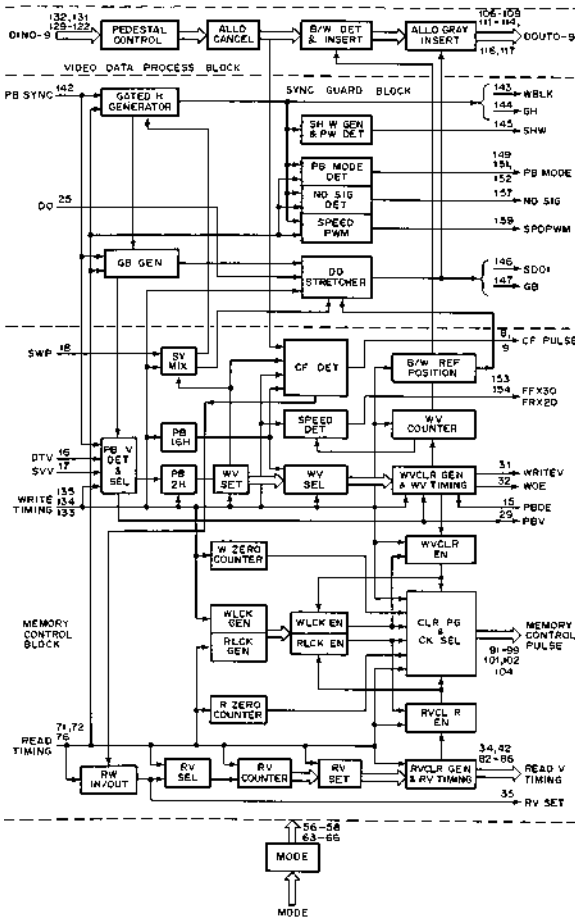 132, 131
129-122
DIN0-9
PEDESTAL CONTROL
ALL0 CANCEL
B/W DET & INSERT
ALL0 GRAY INSERT
106-109
111-114,
116, 117
DOUT0-9
VIDEO DATA PROCESS BLOCK
PB SYNC
142
GATED H GENERATOR
SYNC GUARD BLOCK
143
WBLK
144
GH
SH W GEN & PW DET
145
SHW
PB MODE DET
149
151,
152
PB MODE
NO SIG DET
157
NO SIG
DO
25
SPEED PWM
159
SPDPWM
GB GEN
DO STRETCHER
146
SDO1
147
GB
SWP
18
SY MIX
CF DET
B/W REF POSITION
8,
9
CF PULSE
153
154
FFX30
FRX20
PB 16H
SPEED DET
WV COUNTER
DTV
16
SVV
17
PB V DET & SEL
PB 2H
WV SET
WV SEL
WVCLR GEN & WV TIMING
31
WRITEV
32
WOE
WRITE TIMING
135
134
133
15
PBOE
29
PBV
W ZERO COUNTER
WVCLR EN
MEMORY CONTROL BLOCK
WLCK GEN
RLCK GEN
WLCK EN
RLCK EN
CLR PG & CK SEL
MEMORY CONTROL PULSE
91-99
101, 102
104
R ZERO COUNTER
RVCLR EN
READ TIMING
71, 72
76
RW IN/OUT
RV SEL
RV COUNTER
RV SET
RVCLR GEN & RV TIMING
34, 42
82-86
READ V TIMING
35
RV SET
56-58
63-66
MODE
MODE